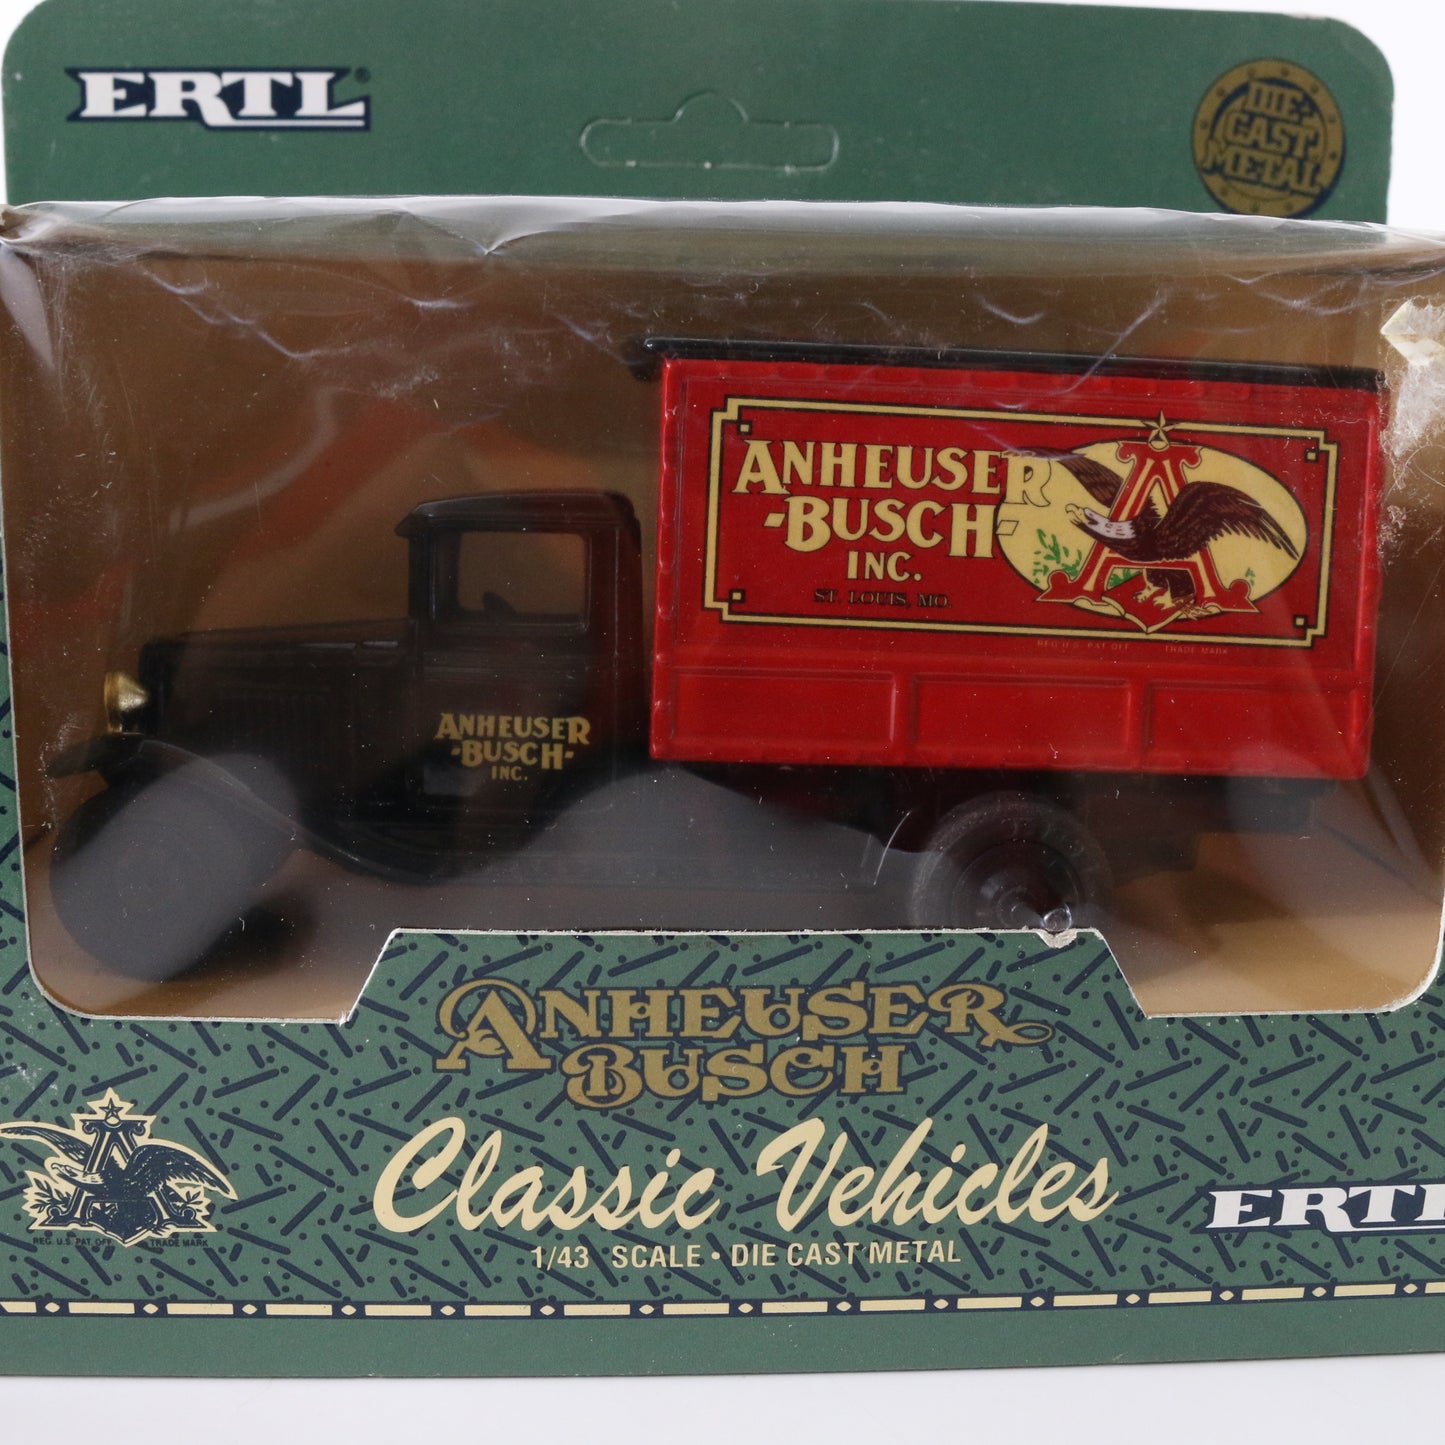 ERTL®
DIE-
CAST
METAL
ANHEUSER
-BUSCH-
INC.
ST. LOUIS, MO.
A
REG. U.S. PAT. OFF. TRADE MARK
ANHEUSER
-BUSCH-
INC.
ANHEUSER
BUSCH
Classic Vehicles
1/43 SCALE • DIE CAST METAL
A
REG. U.S. PAT. OFF. TRADE MARK
ERTL